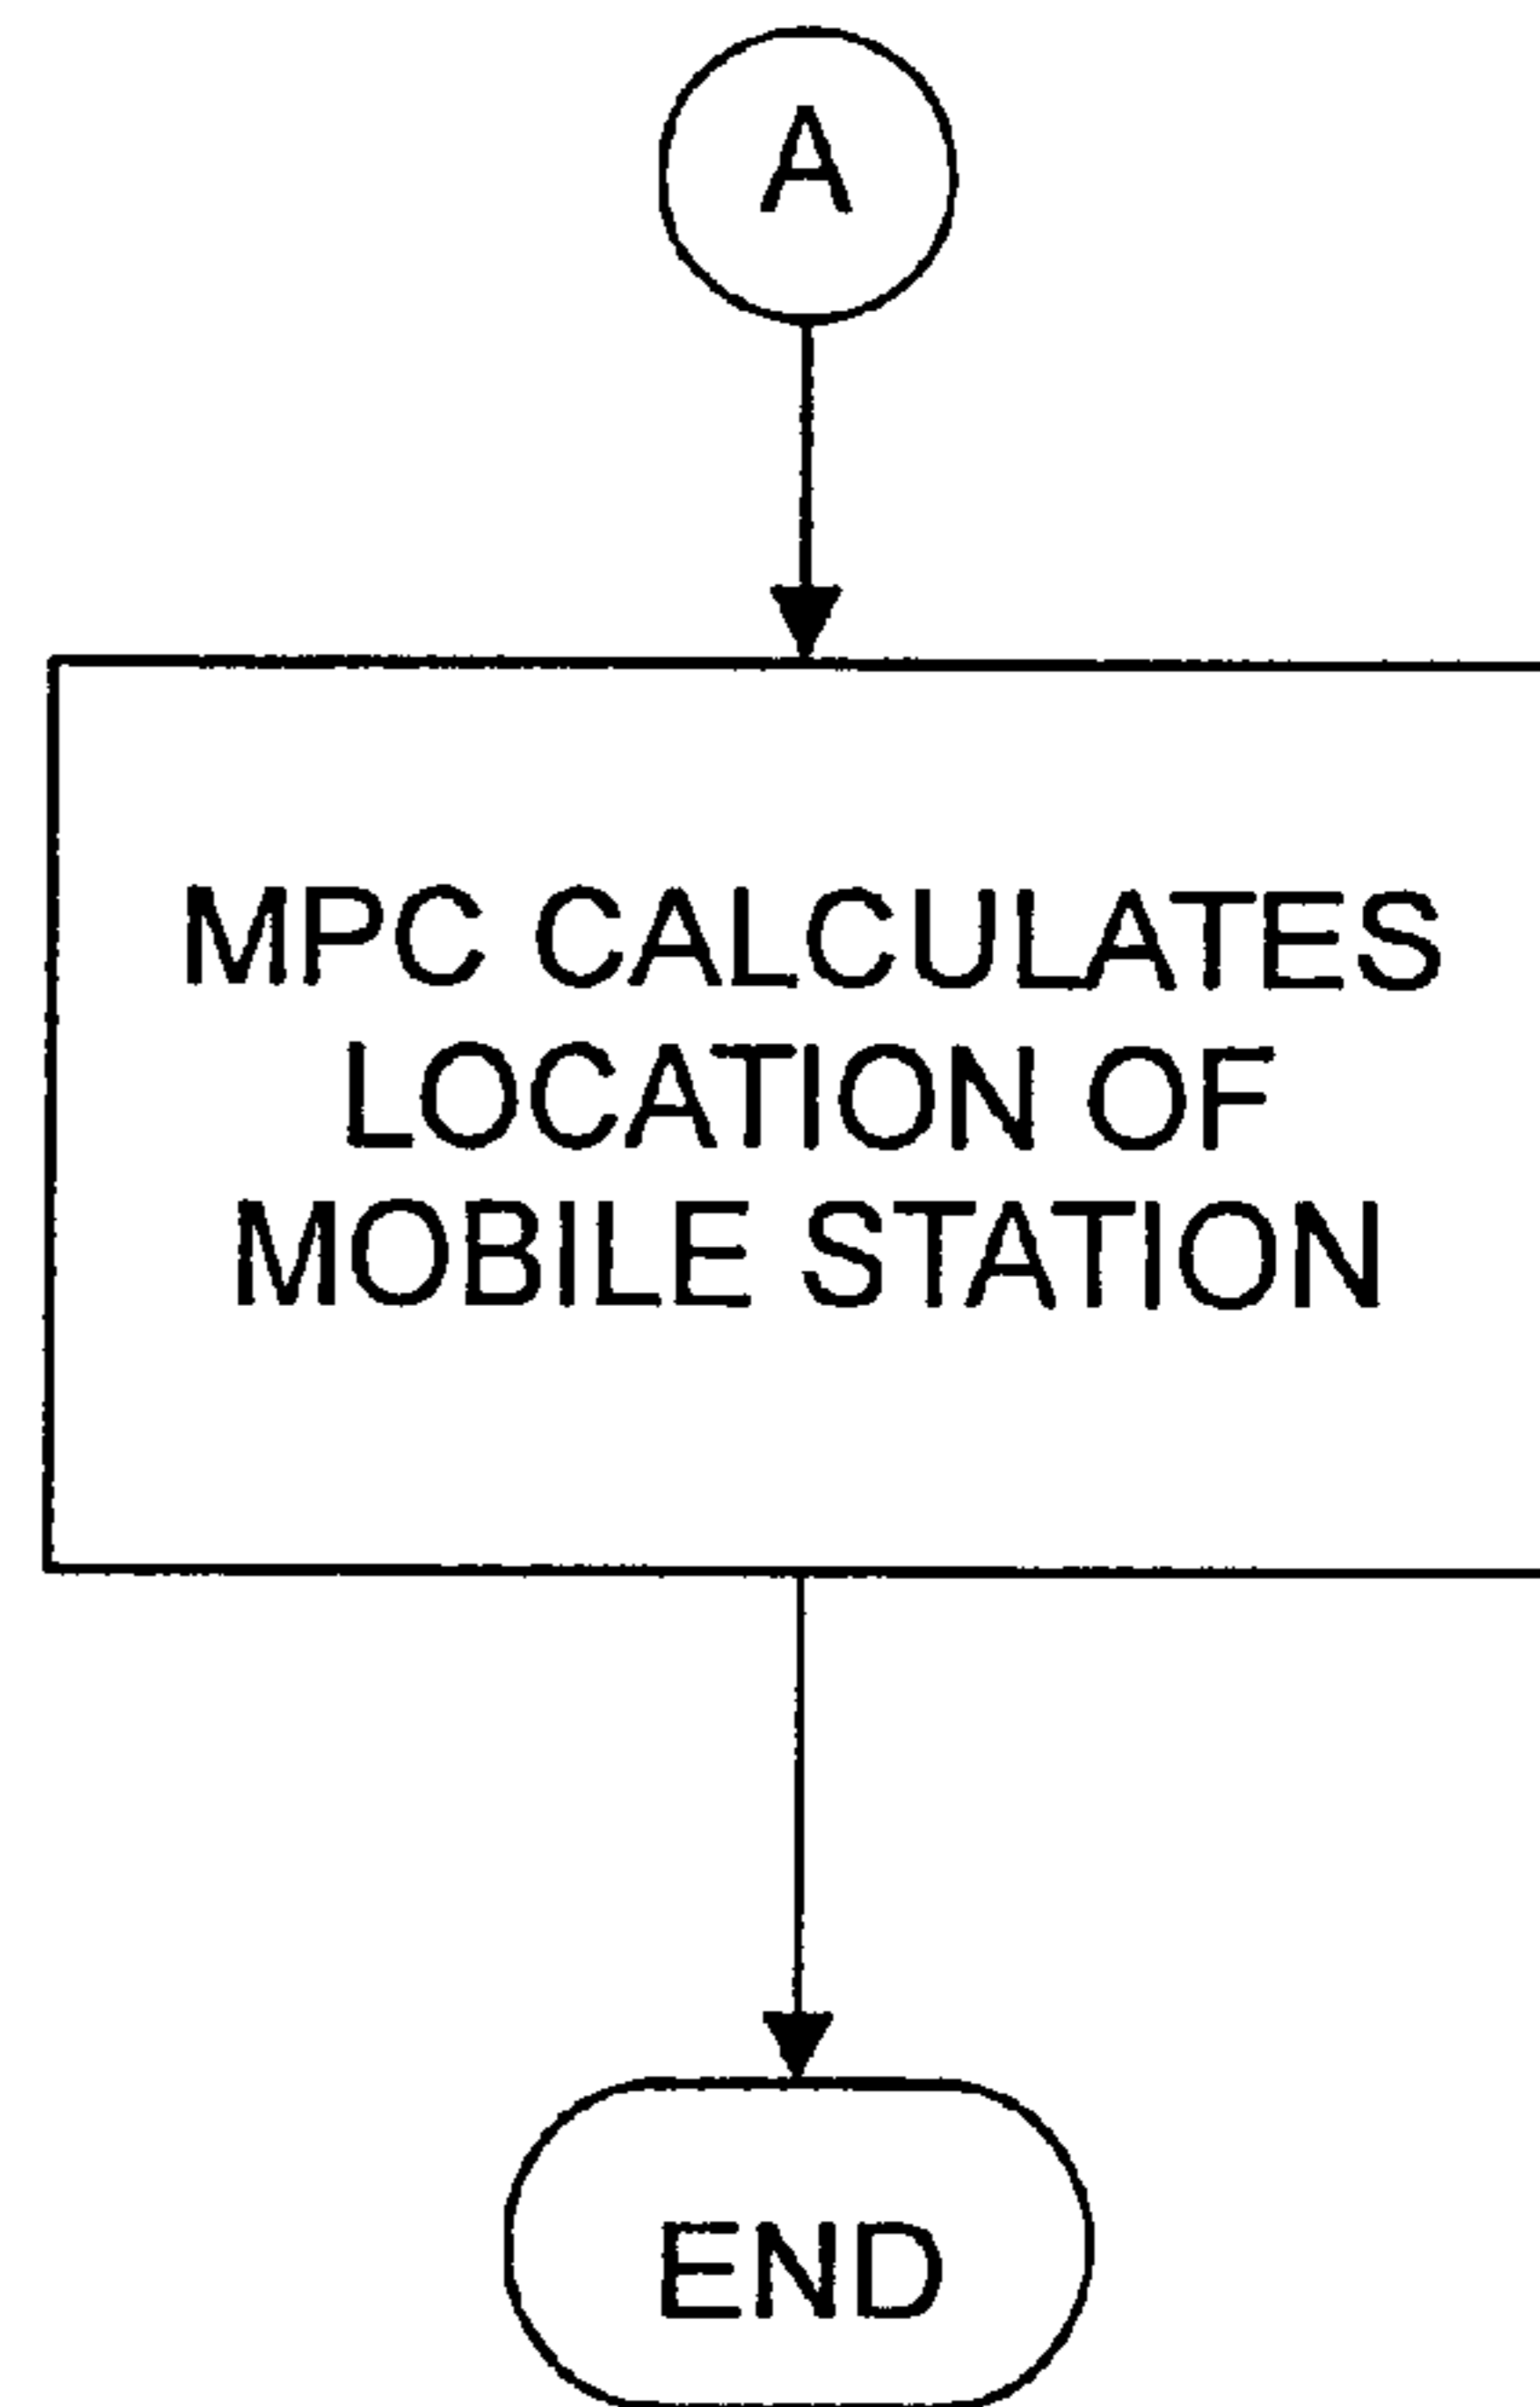 A
MPC CALCULATES
LOCATION OF
MOBILE STATION
END